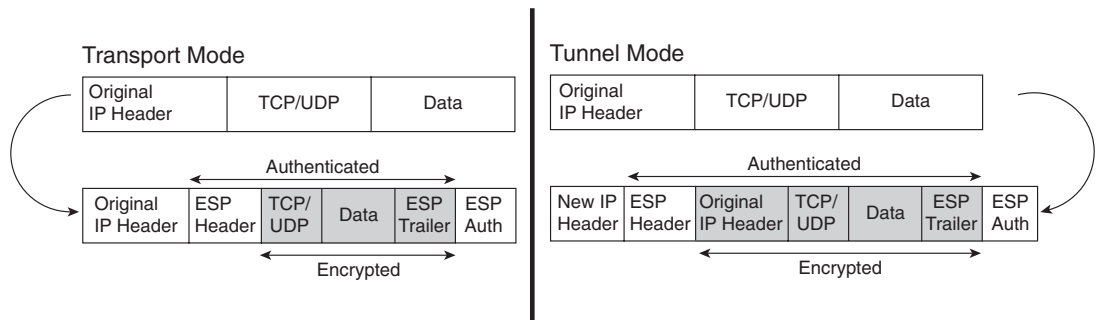 Transport Mode
Original
IP Header
TCP/UDP
Data
Authenticated
Original
IP Header
ESP
Header
TCP/
UDP
Data
ESP
Trailer
ESP
Auth
Encrypted
Tunnel Mode
Original
IP Header
TCP/UDP
Data
Authenticated
New IP
Header
ESP
Header
Original
IP Header
TCP/
UDP
Data
ESP
Trailer
ESP
Auth
Encrypted